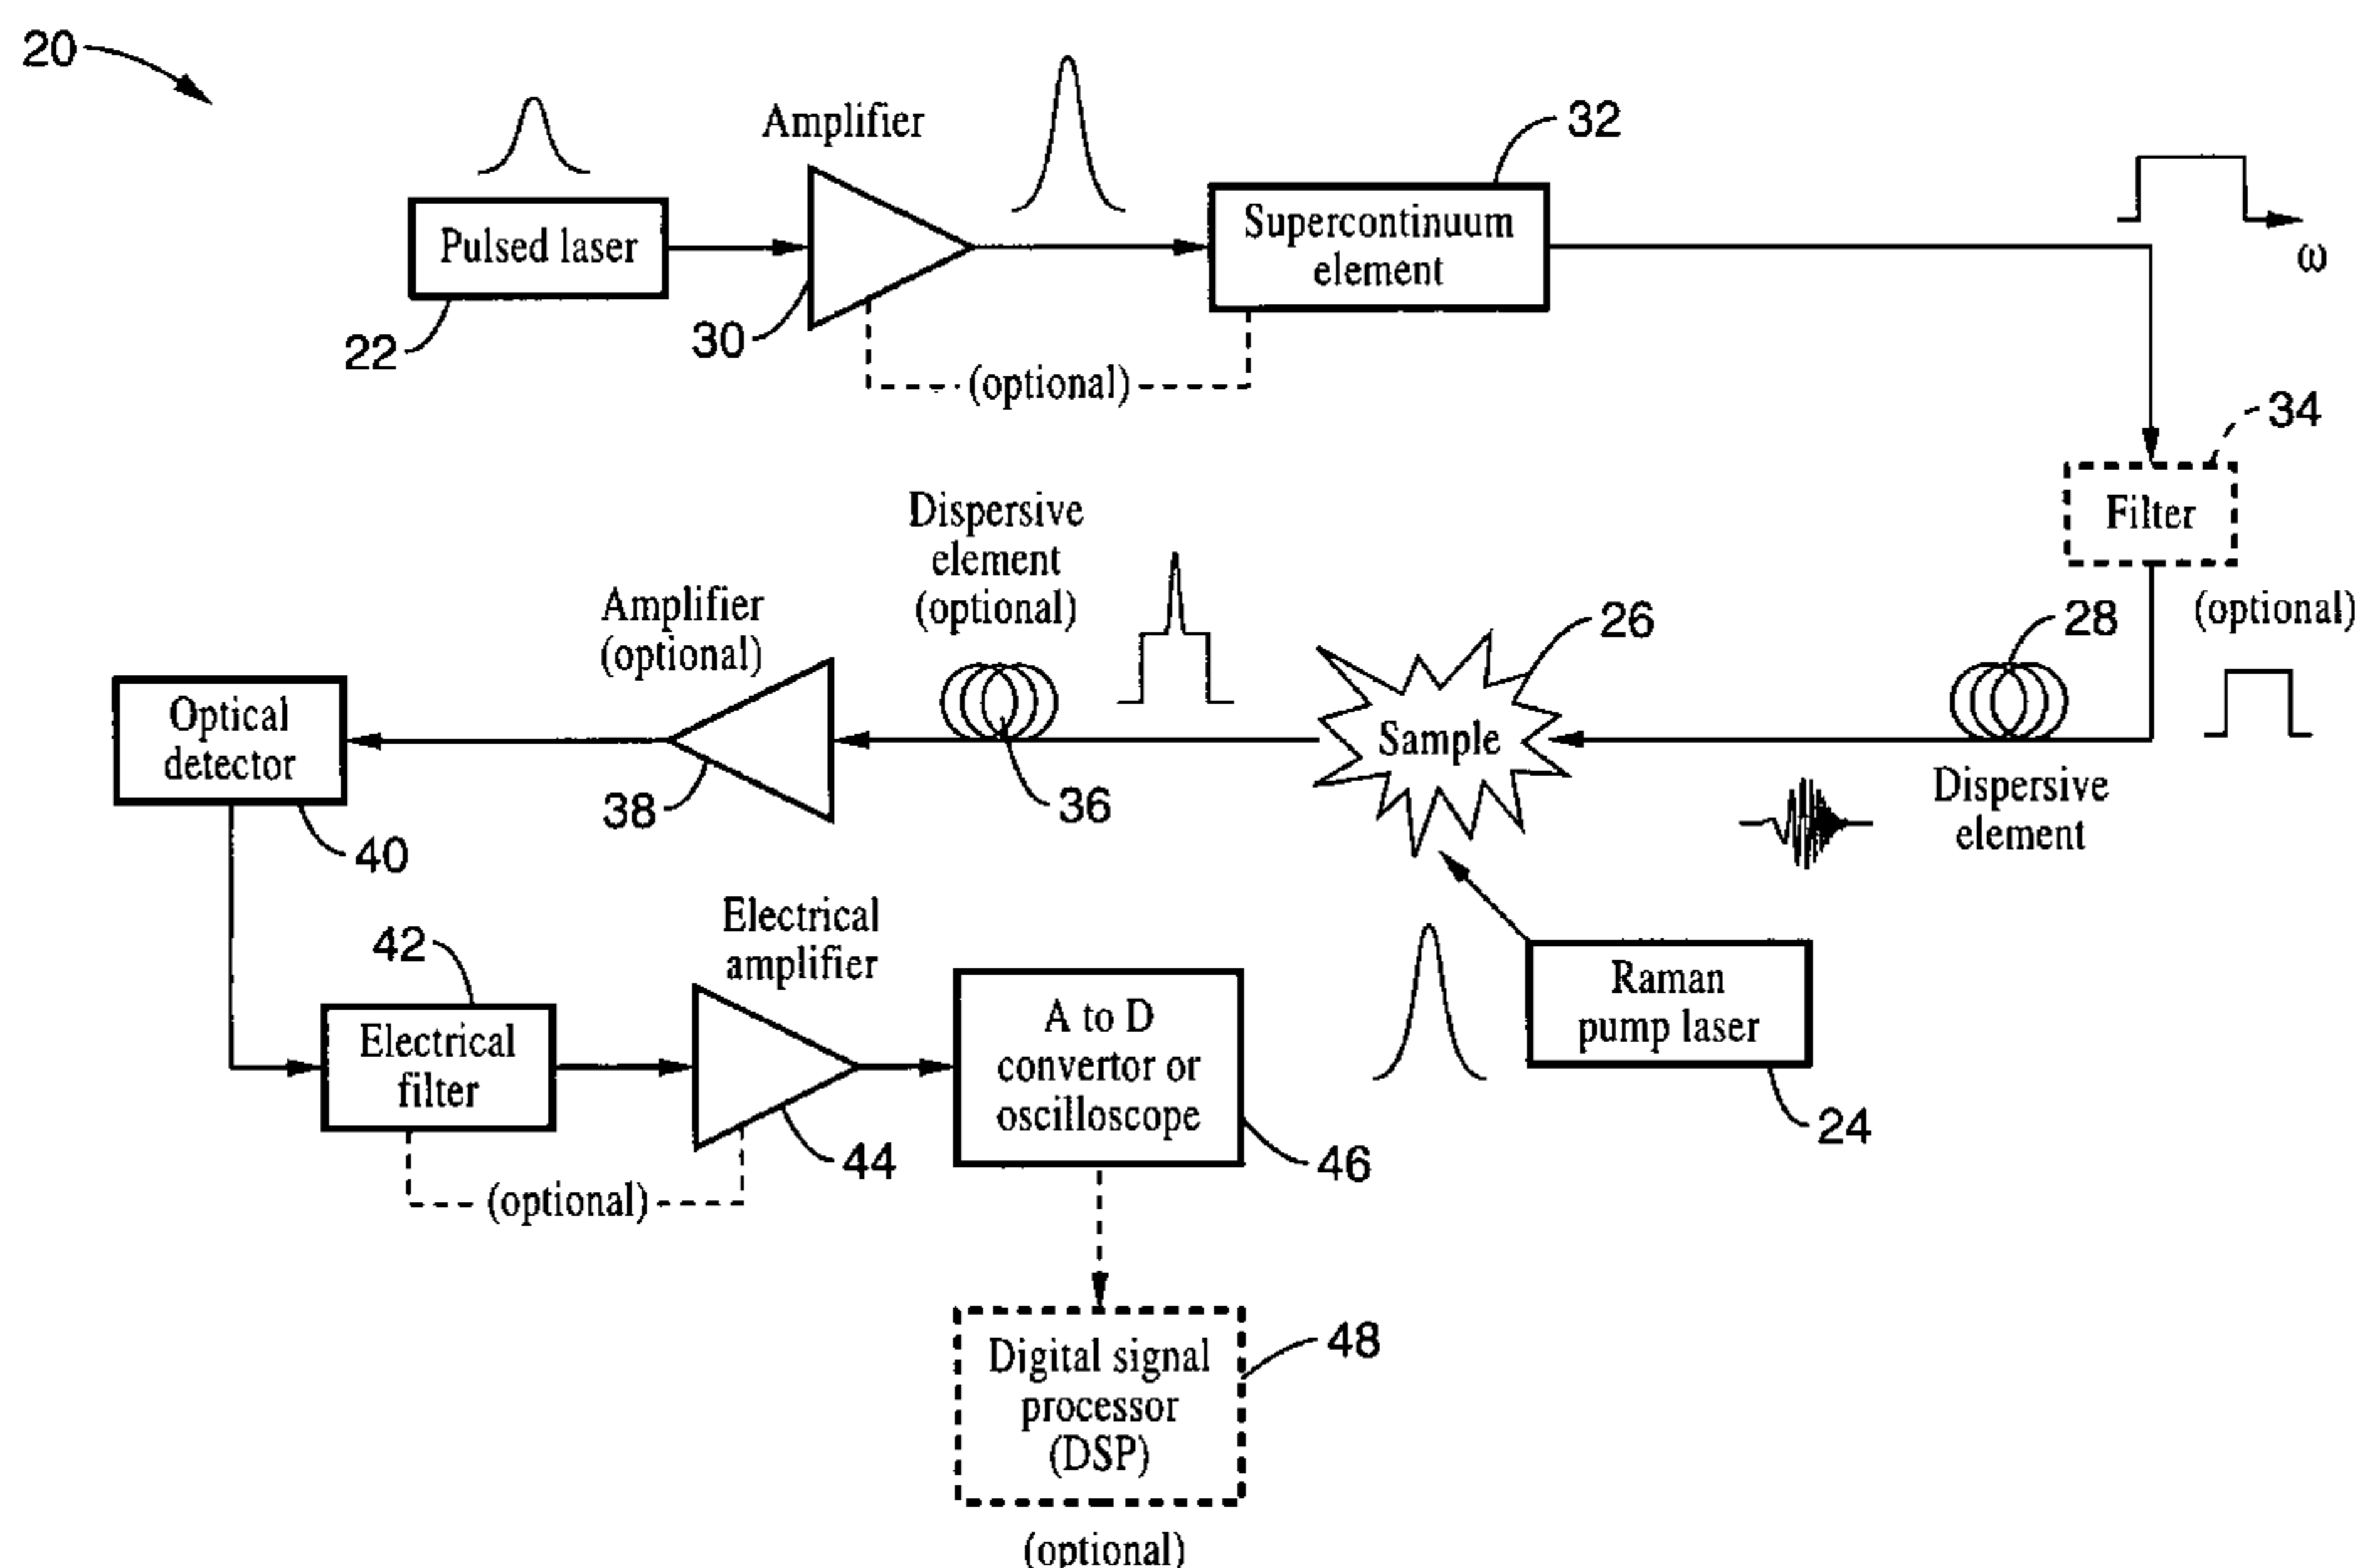 20
Amplifier
32
Pulsed laser
Supercontinuum
element
ω
22
30
(optional)
34
Filter
(optional)
Dispersive
element
(optional)
Amplifier
(optional)
26
28
Optical
detector
Sample
38
36
Dispersive
element
40
Electrical
amplifier
42
Electrical
filter
A to D
convertor or
oscilloscope
Raman
pump laser
44
46
24
(optional)
Digital signal
processor
(DSP)
48
(optional)